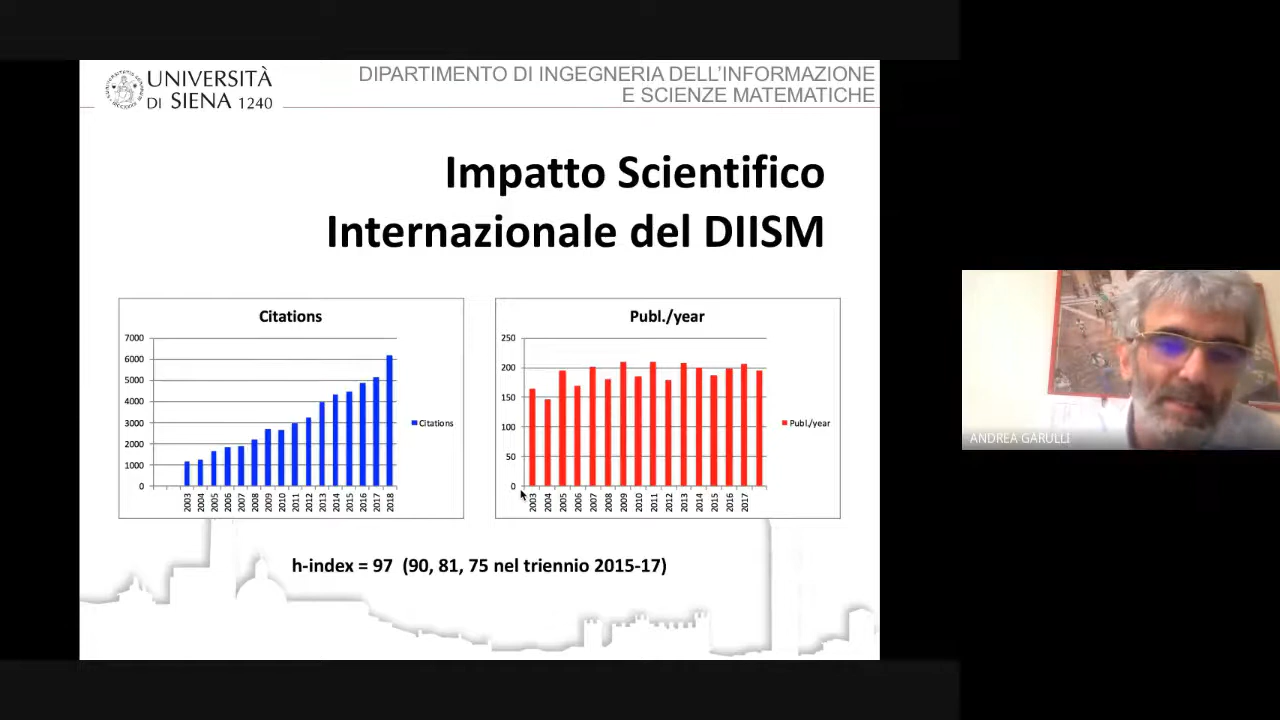 UNIVERSITÀ
DI SIENA 1240
DIPARTIMENTO DI INGEGNERIA DELL'INFORMAZIONE
E SCIENZE MATEMATICHE
Impatto Scientifico
Internazionale del DIISM
Citations
7000
6000
5000
4000
3000
2000
1000
0
2003 2004 2005 2006 2007 2008 2009 2010 2011 2012 2013 2014 2015 2016 2017 2018
Citations
Publ./year
250
200
150
100
50
0
2003 2004 2005 2006 2007 2008 2009 2010 2011 2012 2013 2014 2015 2016 2017
Publ./year
h-index = 97 (90, 81, 75 nel triennio 2015-17)
ANDREA GARULLI